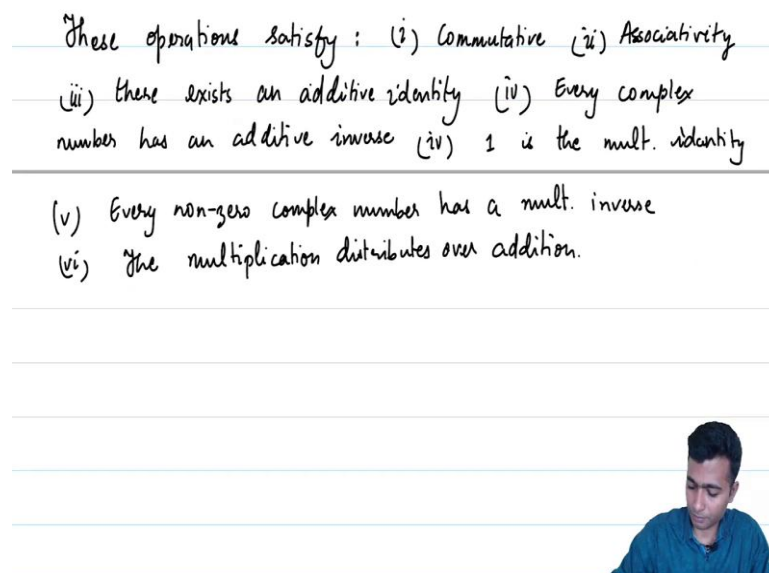 These operations satisfy : (i) Commutative (ii) Associativity
(iii) there exists an additive identity (iv) Every complex
number has an additive inverse (iv) 1 is the mult. identity
(v) Every non-zero complex number has a mult. inverse
(vi) The multiplication distributes over addition.